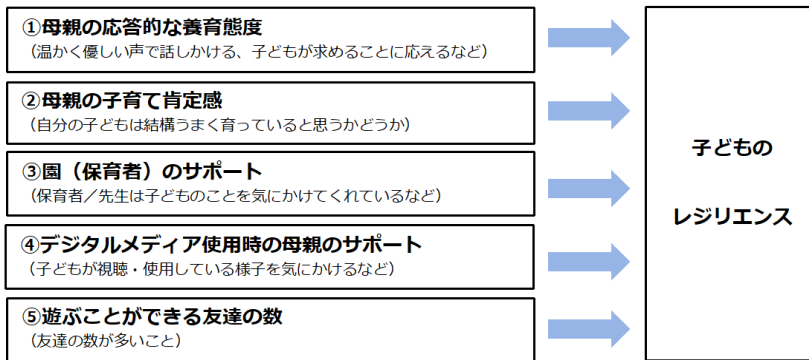 ①母親の応答的な養育態度
（温かく優しい声で話しかける、子どもが求めることに応えるなど）
②母親の子育て肯定感
（自分の子どもは結構うまく育っていると思うかどうか）
③園（保育者）のサポート
（保育者／先生は子どものことを気にかけてくれているなど）
④デジタルメディア使用時の母親のサポート
（子どもが視聴・使用している様子を気にかけるなど）
⑤遊ぶことができる友達の数
（友達の数が多いこと）
子どもの
レジリエンス